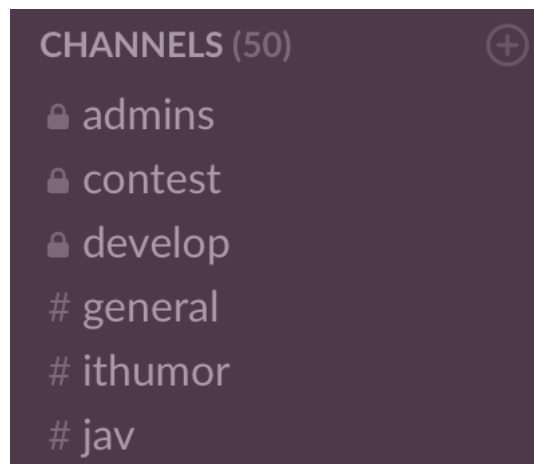 CHANNELS (50)
admins
contest
develop
# general
# ithumor
# jav